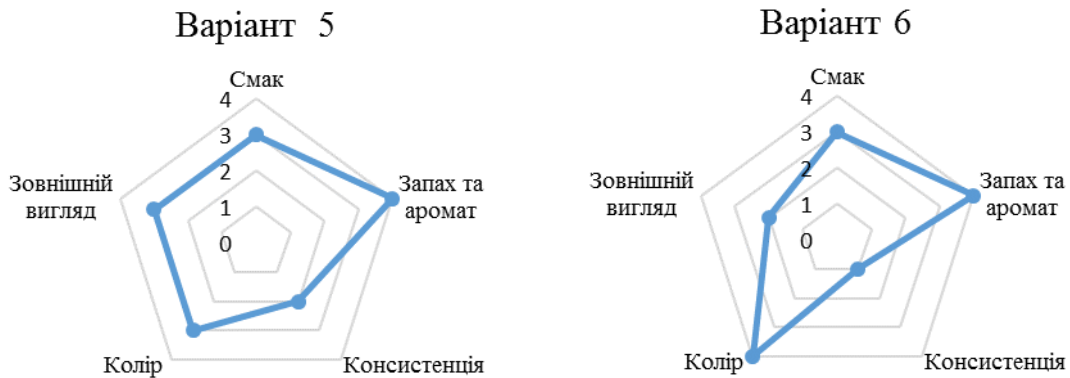 Варіант 5
Смак
4
3
2
1
0
Запах та
аромат
Консистенція
Колір
Зовнішній
вигляд
Варіант 6
Смак
4
3
2
1
0
Запах та
аромат
Консистенція
Колір
Зовнішній
вигляд